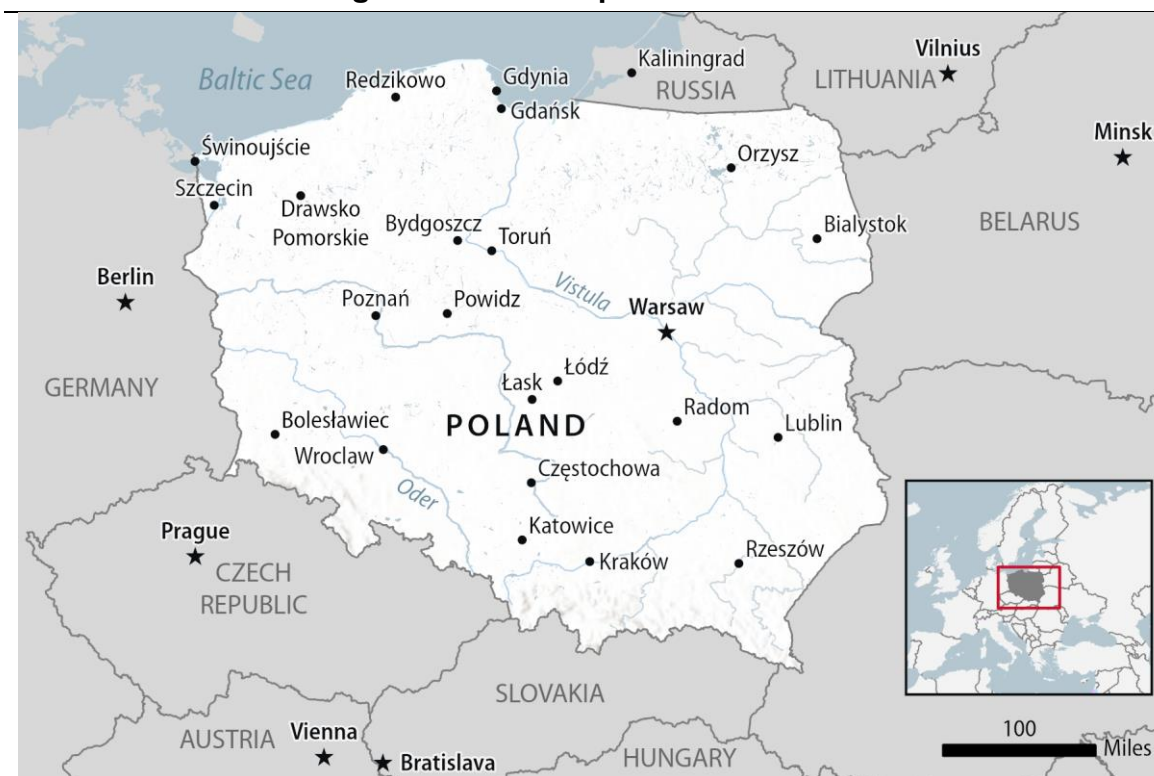 Vilnius
Kaliningrad
LITHUANIA
RUSSIA
Baltic Sea
Redzikowo
Gdynia
Gdańsk
Minsk
Świnoujście
Orzysz
Szczecin
Drawsko
Pomorskie
Bydgoszcz
Toruń
Bialystok
BELARUS
Berlin
Poznań
Powidz
Vistula
Warsaw
GERMANY
Łódź
Łask
Radom
Lublin
Bolesławiec
POLAND
Wroclaw
Częstochowa
Oder
Katowice
Kraków
Rzeszów
Prague
CZECH
REPUBLIC
SLOVAKIA
AUSTRIA
Vienna
Bratislava
HUNGARY
100
Miles